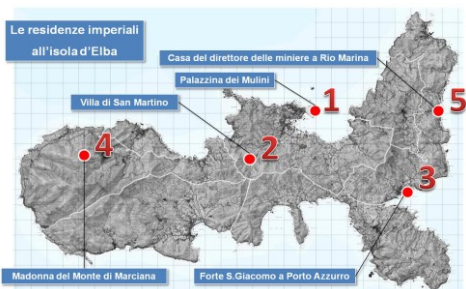 Le residenze imperiali
all'isola d'Elba
Casa del direttore delle miniere a Rio Marina
Palazzina dei Mulini
Villa di San Martino
1
5
4
2
3
Madonna del Monte di Marciana
Forte S.Giacomo a Porto Azzurro